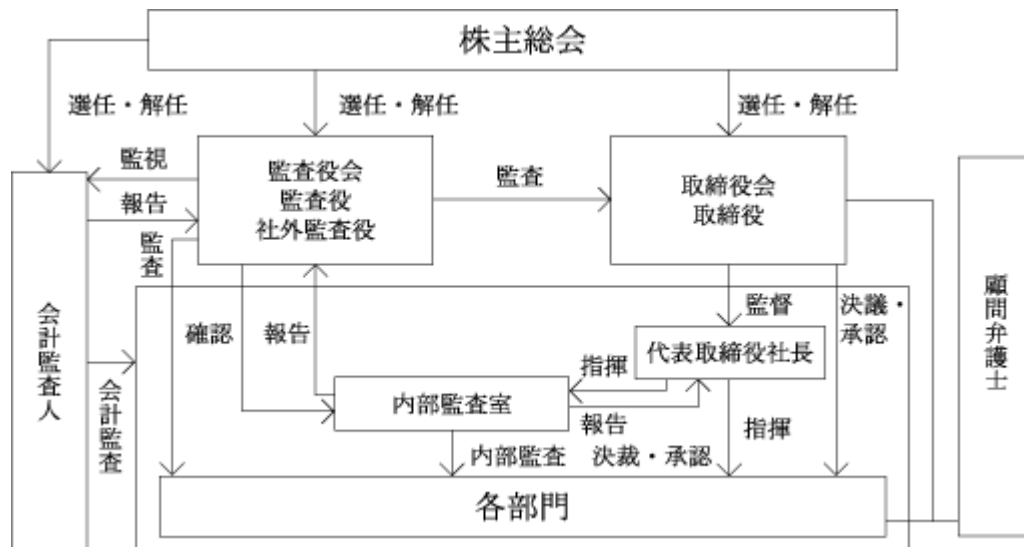 株主総会
選任・解任
選任・解任
選任・解任
監査役会
監査役
社外監査役
監視
報告
監査
取締役会
取締役
監査
会計監査人
会計監査
確認
報告
監督
決議・
承認
顧問弁護士
代表取締役社長
指揮
内部監査室
報告
指揮
内部監査
決裁・承認
各部門